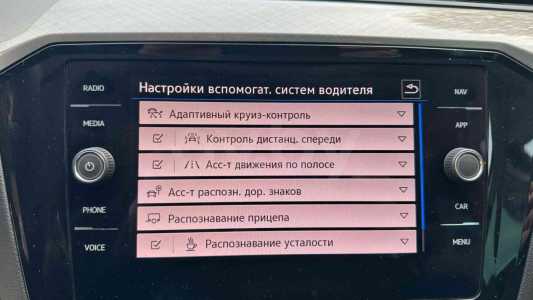 RADIO
MEDIA
PHONE
VOICE
Настройки вспомогат. систем водителя
Адаптивный круиз-контроль
Контроль дистанц. спереди
Асс-т движения по полосе
Асс-т распозн. дор. знаков
Распознавание прицепа
Распознавание усталости
NAV
APP
CAR
MENU